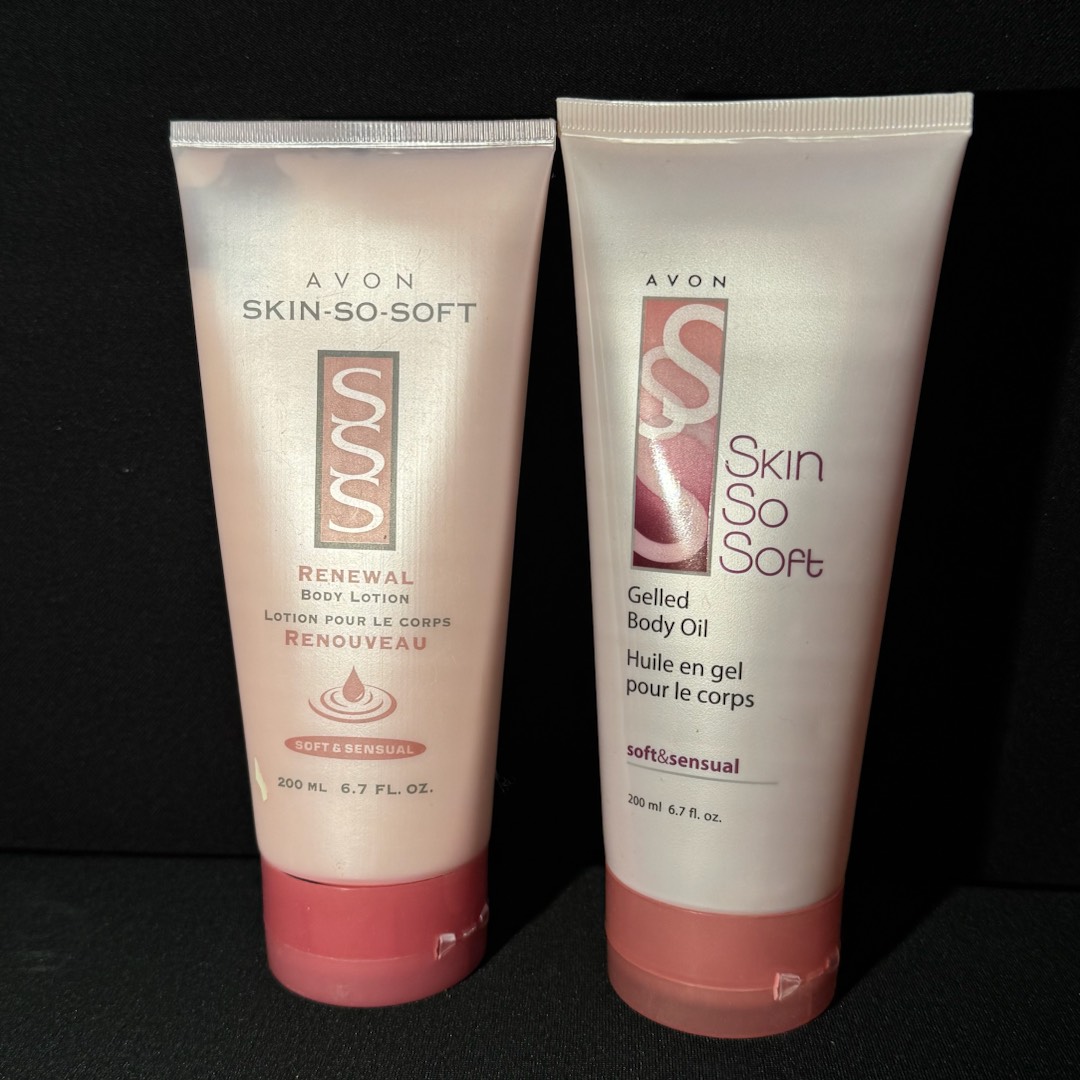 AVON
SKIN-SO-SOFT
SSS
RENEWAL
BODY LOTION
LOTION POUR LE CORPS
RENOUVEAU
SOFT & SENSUAL
200 ML 6.7 FL. OZ.
AVON
SSS
Skin
So
Soft
Gelled
Body Oil
Huile en gel
pour le corps
soft&sensual
200 ml 6.7 fl. oz.